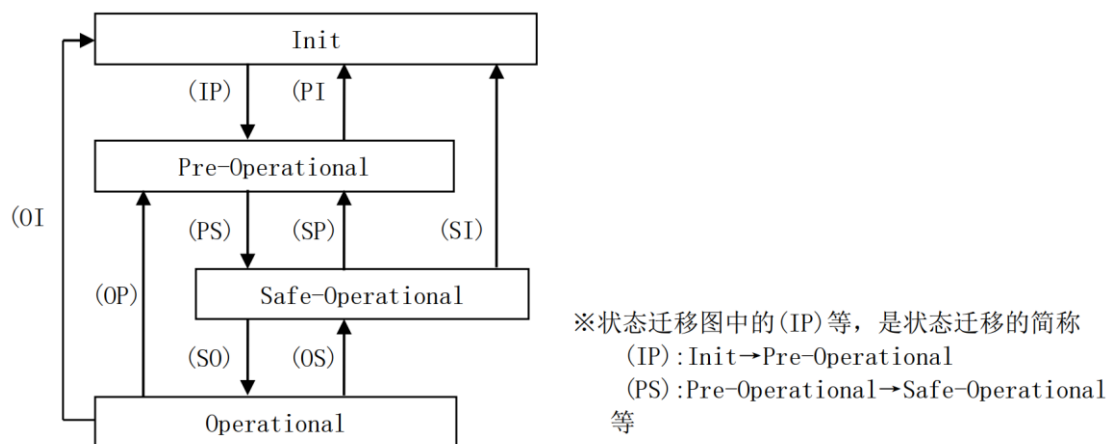 Init
(IP)
(PI
Pre-Operational
(OI
(PS)
(SP)
(SI)
(OP)
Safe-Operational
(SO)
(OS)
Operational
※状态迁移图中的(IP)等，是状态迁移的简称
(IP):Init→Pre-Operational
(PS):Pre-Operational→Safe-Operational
等